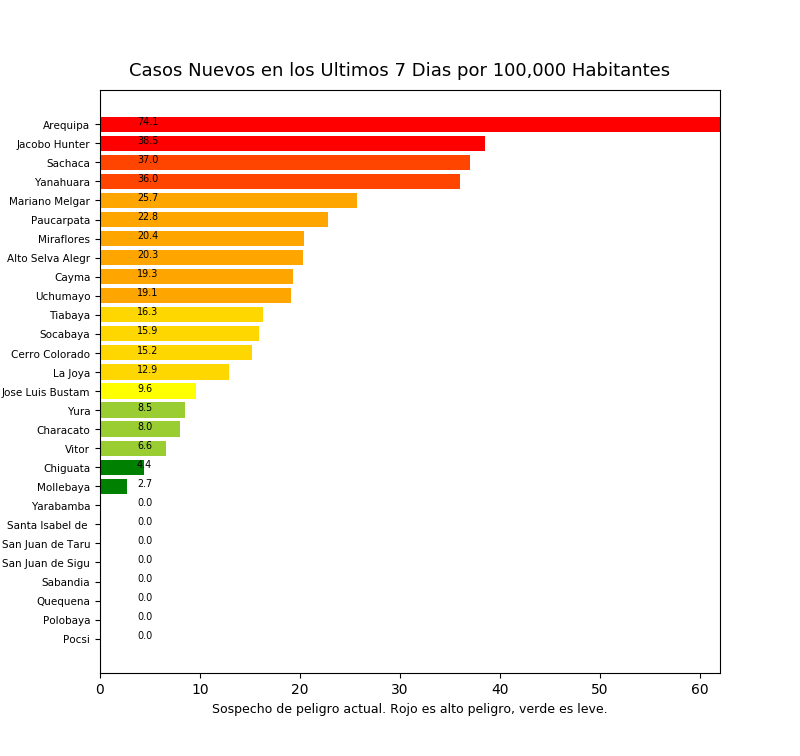 Casos Nuevos en los Ultimos 7 Dias por 100,000 Habitantes
Arequipa 74.1
Jacobo Hunter 38.5
Sachaca 37.0
Yanahuara 36.0
Mariano Melgar 25.7
Paucarpata 22.8
Miraflores 20.4
Alto Selva Alegr 20.3
Cayma 19.3
Uchumayo 19.1
Tiabaya 16.3
Socabaya 15.9
Cerro Colorado 15.2
La Joya 12.9
Jose Luis Bustam 9.6
Yura 8.5
Characato 8.0
Vitor 6.6
Chiguata 4.4
Mollebaya 2.7
Yarabamba 0.0
Santa Isabel de 0.0
San Juan de Taru 0.0
San Juan de Sigu 0.0
Sabandia 0.0
Quequena 0.0
Polobaya 0.0
Pocsi 0.0
0 10 20 30 40 50 60
Sospecho de peligro actual. Rojo es alto peligro, verde es leve.